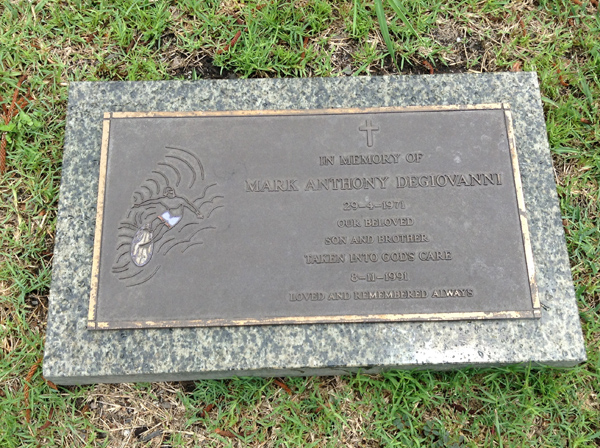 IN MEMORY OF
MARK ANTHONY DEGIOVANNI
29-4-1971
OUR BELOVED
SON AND BROTHER
TAKEN INTO GOD'S CARE
8-11-1991
LOVED AND REMEMBERED ALWAYS